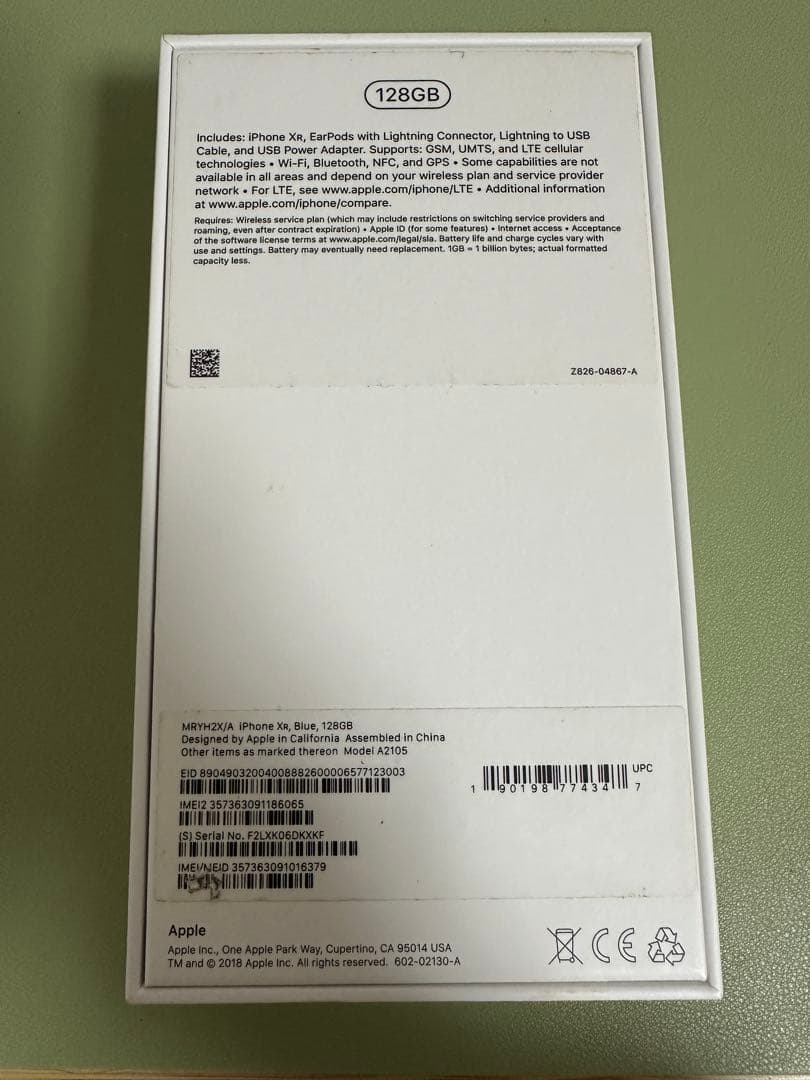 128GB
Includes: iPhone XR, EarPods with Lightning Connector, Lightning to USB
Cable, and USB Power Adapter. Supports: GSM, UMTS, and LTE cellular
technologies • Wi-Fi, Bluetooth, NFC, and GPS • Some capabilities are not
available in all areas and depend on your wireless plan and service provider
network • For LTE, see www.apple.com/iphone/LTE • Additional information
at www.apple.com/iphone/compare.
Requires: Wireless service plan (which may include restrictions on switching service providers and
roaming, even after contract expiration) • Apple ID (for some features) • Internet access • Acceptance
of the software license terms at www.apple.com/legal/sla. Battery life and charge cycles vary with
use and settings. Battery may eventually need replacement. 1GB = 1 billion bytes; actual formatted
capacity less.
Z826-04867-A
MRYH2X/A iPhone XR, Blue, 128GB
Designed by Apple in California Assembled in China
Other items as marked thereon Model A2105
EID 89049032004008882600006577123003
UPC
1 90198 77434 7
IMEI2 357363091186065
(S) Serial No. F2LXK06DKXKF
IMEI/MEID 357363091016379
Apple
Apple Inc., One Apple Park Way, Cupertino, CA 95014 USA
TM and © 2018 Apple Inc. All rights reserved. 602-02130-A
CE